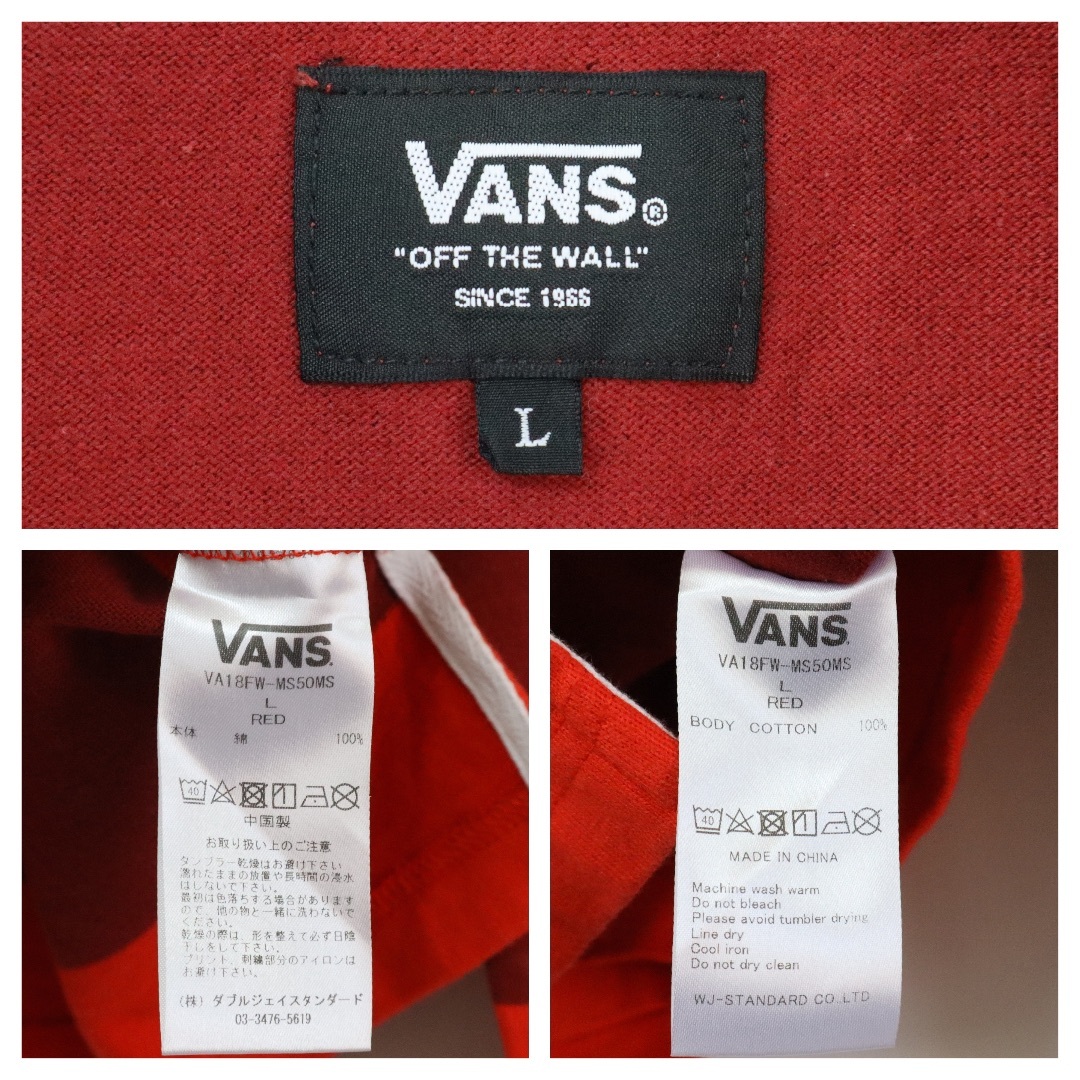 VANS®
"OFF THE WALL"
SINCE 1966
L
VANS
VA18FW-MS50MS
L
RED
本体 綿 100%
40
中国製
お取り扱い上のご注意
タンブラー乾燥はお避け下さい
濡れたままの放置や長時間の浸水
はしないで下さい。
最初は色落ちする場合があります
ので、他の物と一緒に洗わないで
ください。
乾燥の際は、形を整えて必ず日陰
干しをして下さい。
プリント、刺繍部分のアイロンは
お避け下さい。
(株) ダブルジェイスタンダード
03-3476-5619
VANS
VA18FW-MS50MS
L
RED
BODY COTTON 100%
40
MADE IN CHINA
Machine wash warm
Do not bleach
Please avoid tumbler drying
Line dry
Cool iron
Do not dry clean
WJ-STANDARD CO.,LTD